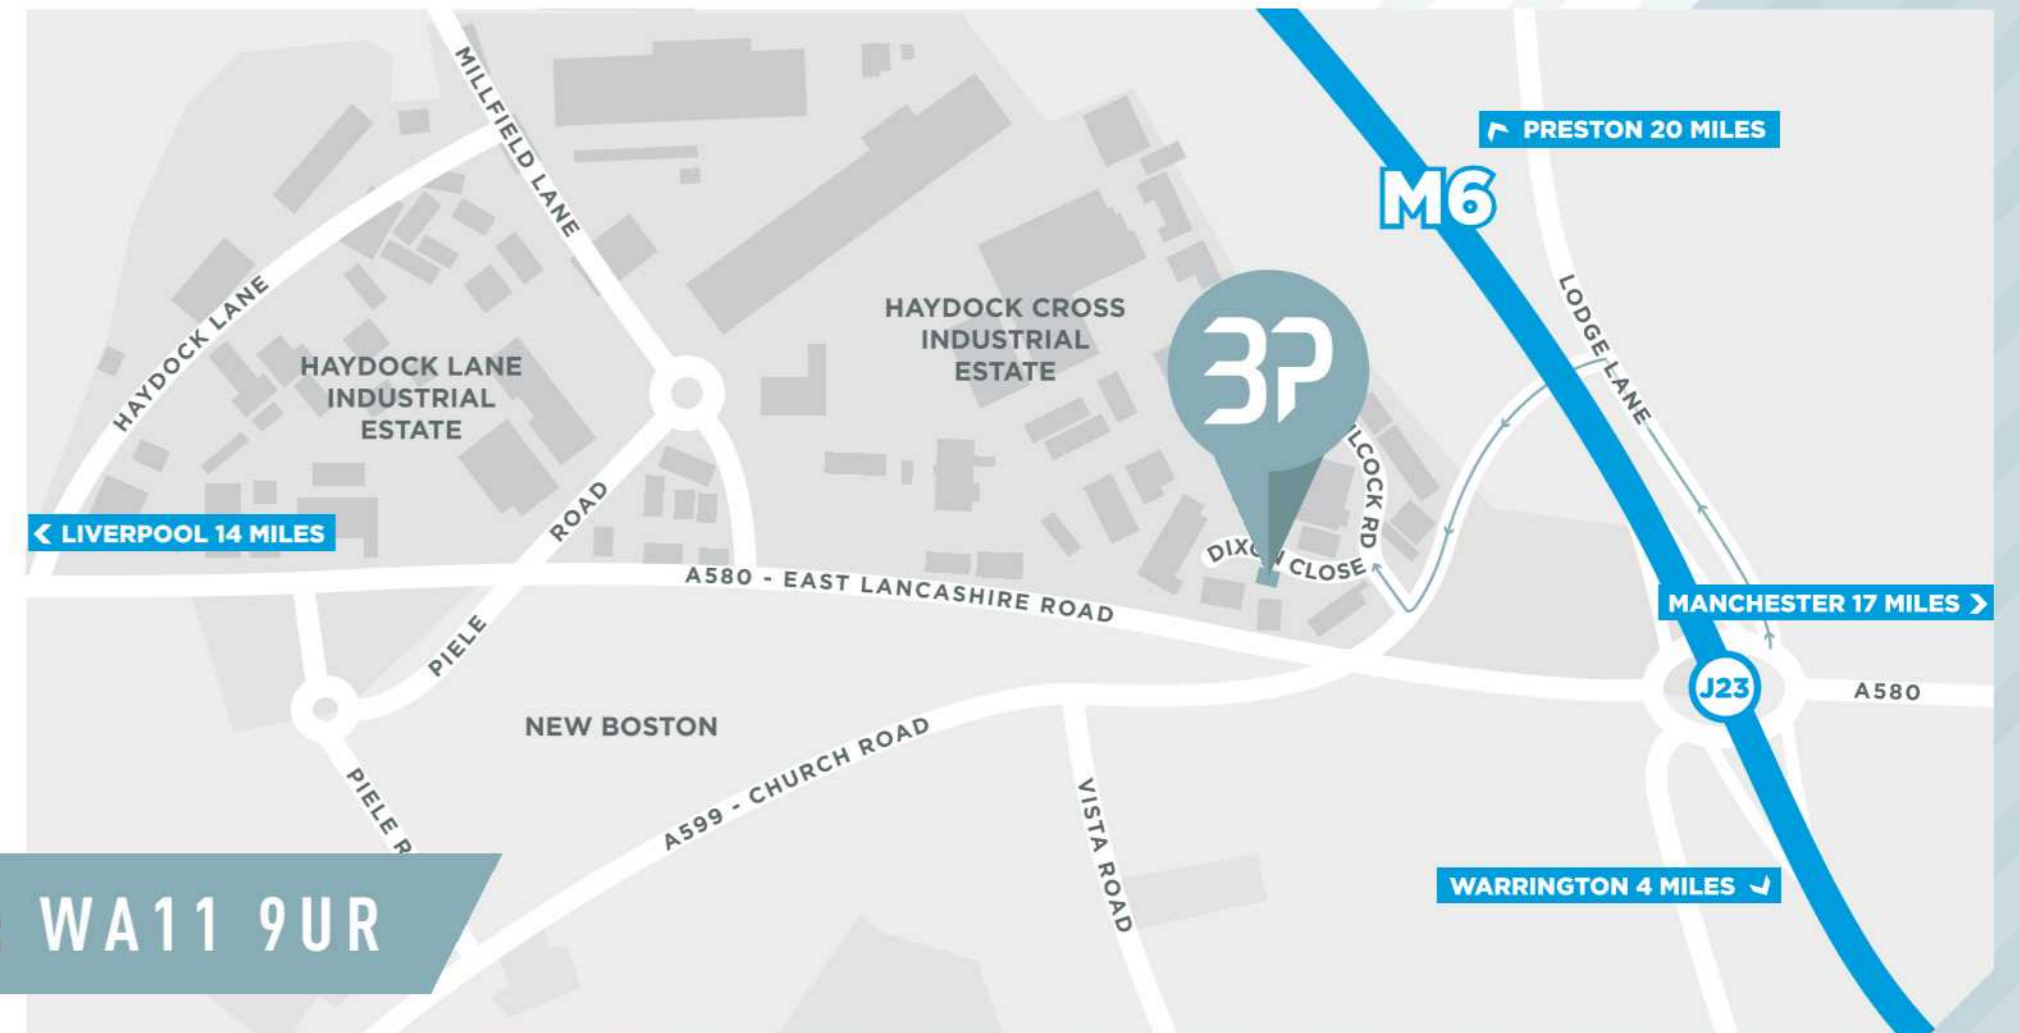 PRESTON 20 MILES
M6
MILLFIELD LANE
HAYDOCK LANE
HAYDOCK LANE
INDUSTRIAL
ESTATE
HAYDOCK CROSS
INDUSTRIAL
ESTATE
3P
LODGE LANE
LCOCK RD
DIXON CLOSE
LIVERPOOL 14 MILES
PIELE ROAD
A580 - EAST LANCASHIRE ROAD
MANCHESTER 17 MILES
J23
A580
NEW BOSTON
PIELE R
A599 - CHURCH ROAD
VISTA ROAD
WARRINGTON 4 MILES
: WA11 9UR